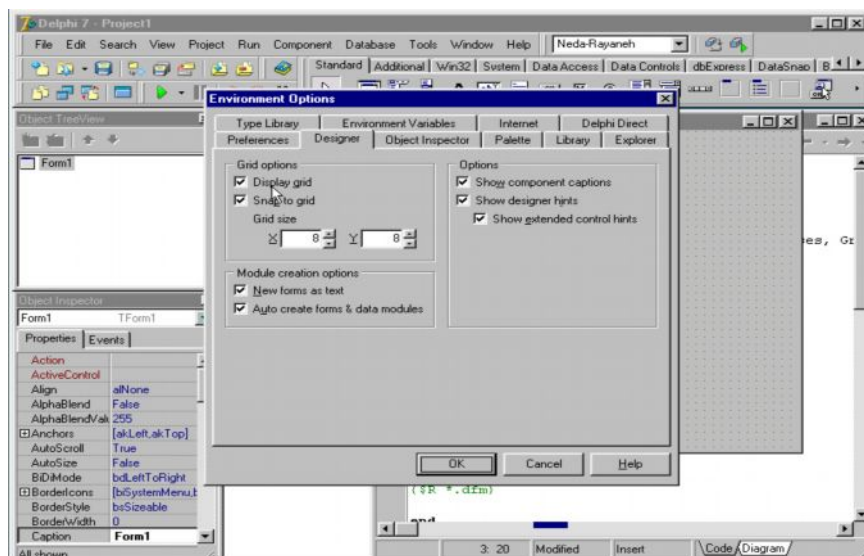 Delphi 7 - Project1
File Edit Search View Project Run Component Database Tools Window Help Neda-Rayaneh
Standard Additional Win32 System Data Access Data Controls dbExpress DataSnap B
Object TreeView
Form1
Environment Options
Type Library Environment Variables Internet Delphi Direct
Preferences Designer Object Inspector Palette Library Explorer
Grid options
Display grid
Snap to grid
Grid size
X 8 Y 8
Module creation options
New forms as text
Auto create forms & data modules
Options
Show component captions
Show designer hints
Show extended control hints
OK Cancel Help
es, Gr
Object Inspector
Form1 TForm1
Properties Events
Action
ActiveControl
Align alNone
AlphaBlend False
AlphaBlendValu 255
Anchors [akLeft,akTop]
AutoScroll True
AutoSize False
BiDiMode bdLeftToRight
BorderIcons [biSystemMenu,b
BorderStyle bsSizeable
BorderWidth 0
Caption Form1
All shown
{$R *.dfm}
end
3: 20 Modified Insert Code Diagram